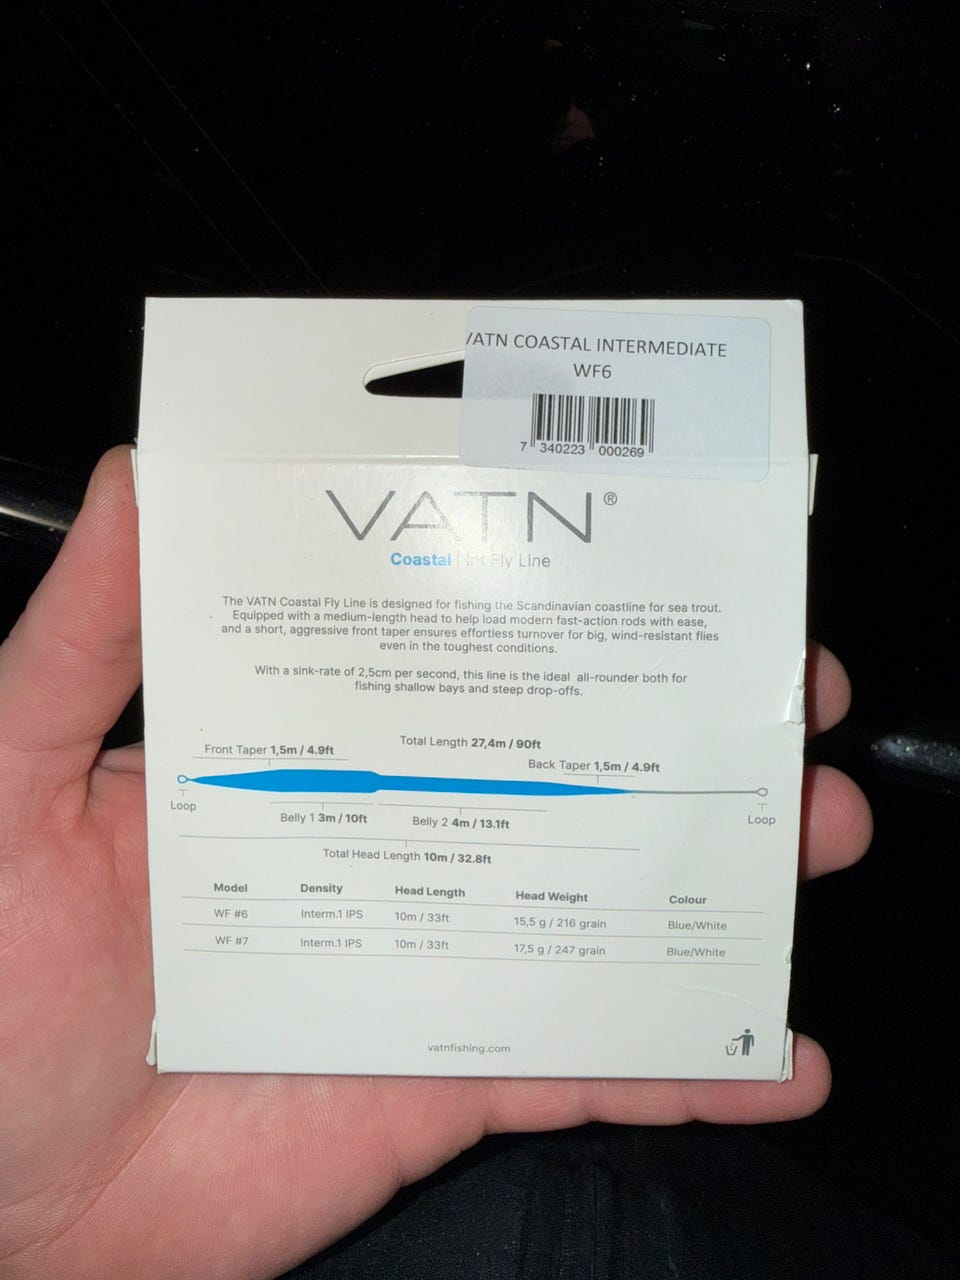 VATN COASTAL INTERMEDIATE
WF6
7 340223 000269
VATN®
Coastal | Int Fly Line
The VATN Coastal Fly Line is designed for fishing the Scandinavian coastline for sea trout.
Equipped with a medium-length head to help load modern fast-action rods with ease,
and a short, aggressive front taper ensures effortless turnover for big, wind-resistant flies
even in the toughest conditions.
With a sink-rate of 2,5cm per second, this line is the ideal all-rounder both for
fishing shallow bays and steep drop-offs.
Total Length 27,4m / 90ft
Front Taper 1,5m / 4.9ft
Back Taper 1,5m / 4.9ft
Loop
Loop
Belly 1 3m / 10ft
Belly 2 4m / 13.1ft
Total Head Length 10m / 32.8ft
Model Density Head Length Head Weight Colour
WF #6 Interm.1 IPS 10m / 33ft 15,5 g / 216 grain Blue/White
WF #7 Interm.1 IPS 10m / 33ft 17,5 g / 247 grain Blue/White
vatnfishing.com